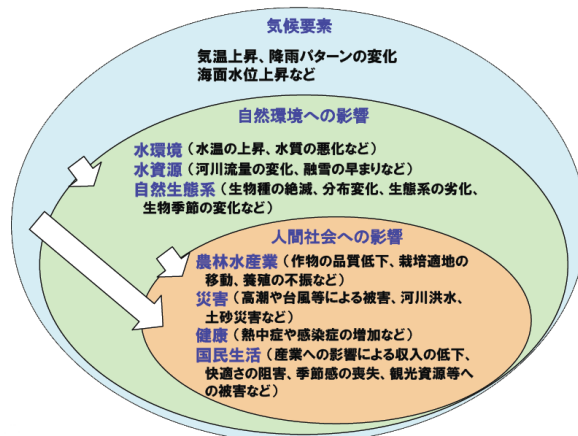 気候要素
気温上昇、降雨パターンの変化
海面水位上昇など
自然環境への影響
水環境（水温の上昇、水質の悪化など）
水資源（河川流量の変化、融雪の早まりなど）
自然生態系（生物種の絶滅、分布変化、生態系の劣化、
生物季節の変化など）
人間社会への影響
農林水産業（作物の品質低下、栽培適地の
移動、養殖の不振など）
災害（高潮や台風等による被害、河川洪水、
土砂災害など）
健康（熱中症や感染症の増加など）
国民生活（産業への影響による収入の低下、
快適さの阻害、季節感の喪失、観光資源等へ
の被害など）